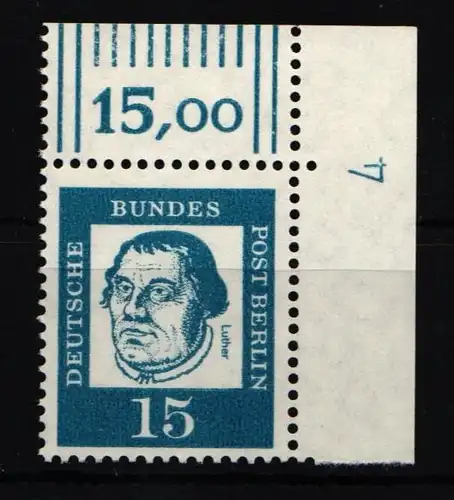 15,00
4
BUNDES
DEUTSCHE
POST BERLIN
Luther
15